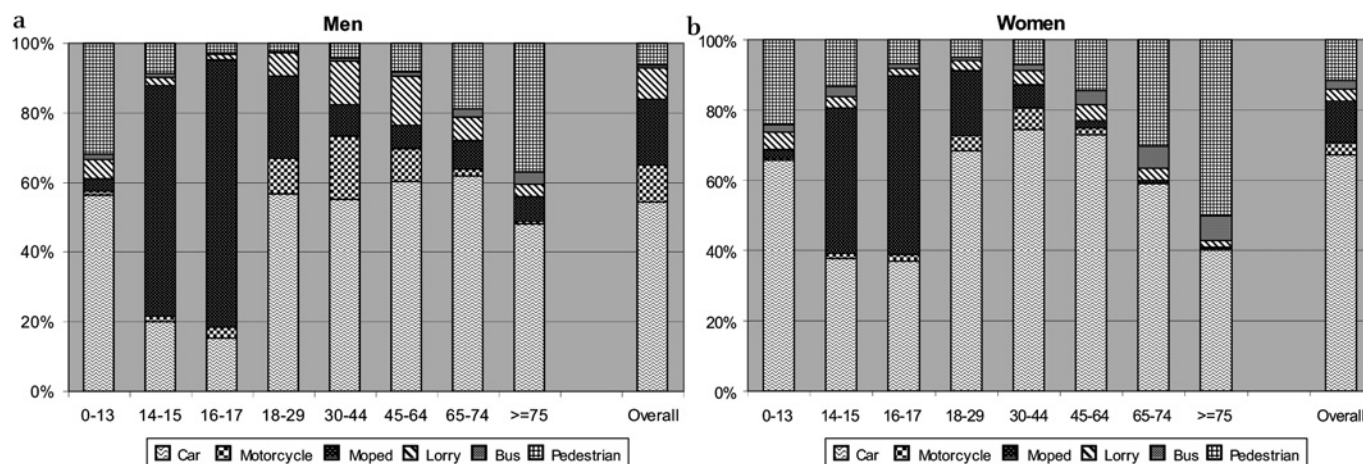 a
Men
100%
80%
60%
40%
20%
0%
0-13 14-15 16-17 18-29 30-44 45-64 65-74 >=75 Overall
Car Motorcycle Moped Lorry Bus Pedestrian
b
Women
100%
80%
60%
40%
20%
0%
0-13 14-15 16-17 18-29 30-44 45-64 65-74 >=75 Overall
Car Motorcycle Moped Lorry Bus Pedestrian